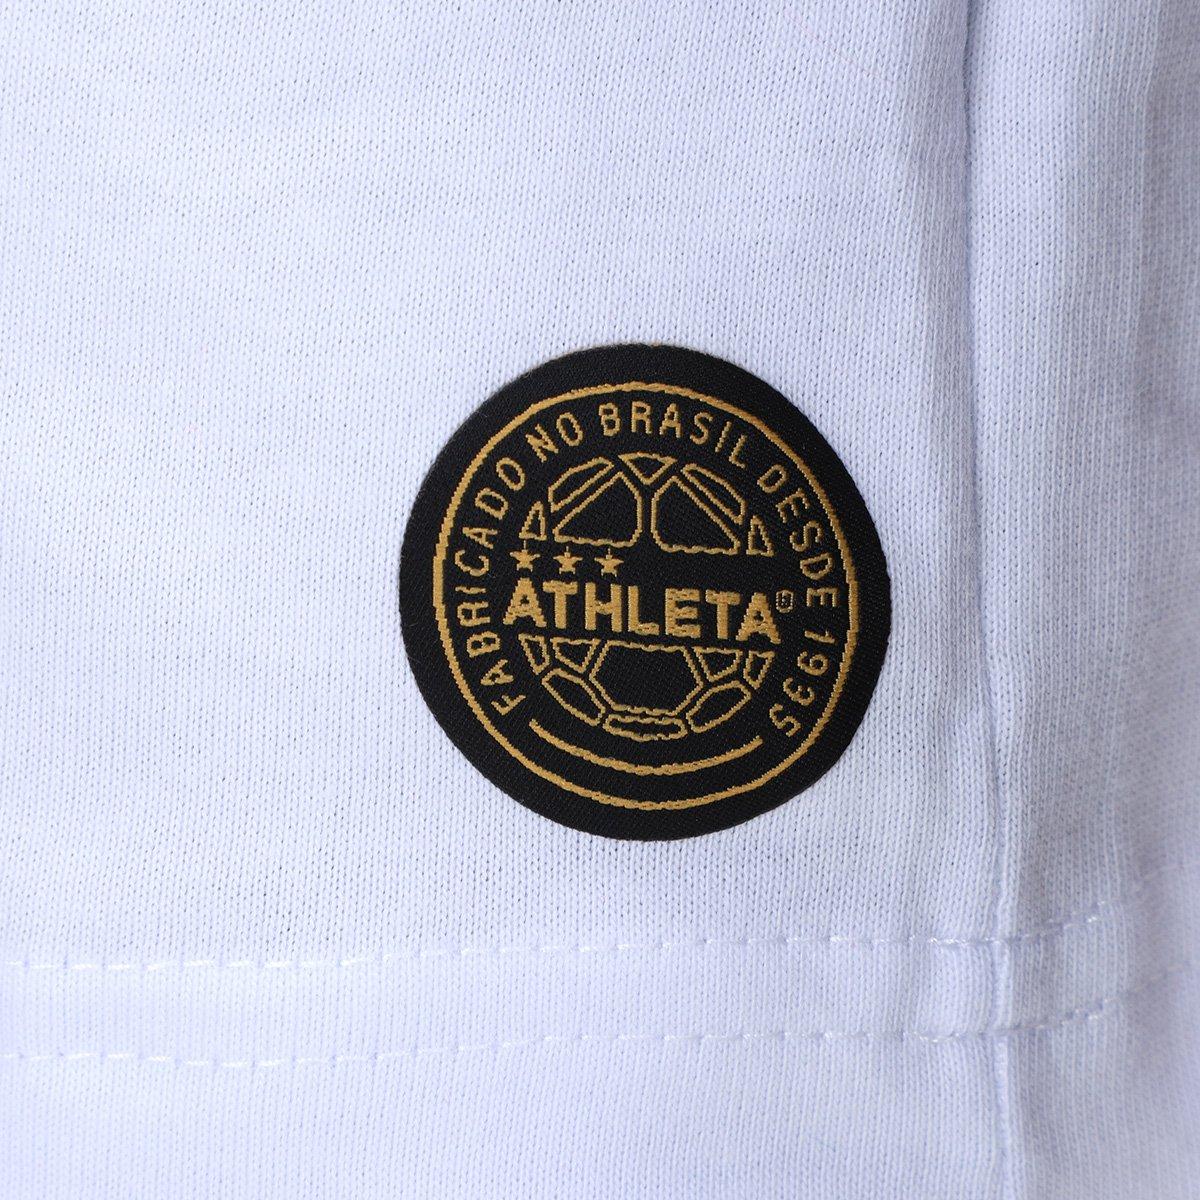 FABRICADO NO BRASIL DESDE 1935
ATHLETA®